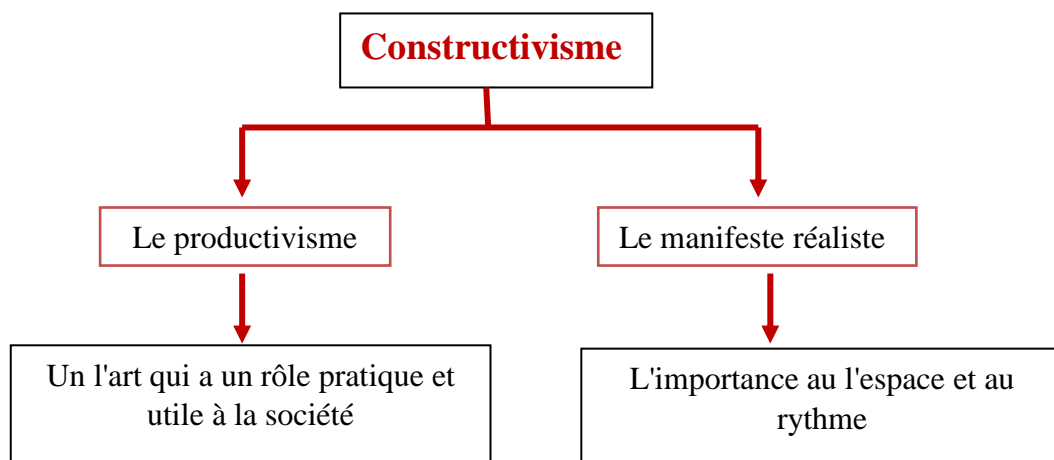 Constructivisme
Le productivisme
Le manifeste réaliste
Un l'art qui a un rôle pratique et
utile à la société
L'importance au l'espace et au
rythme